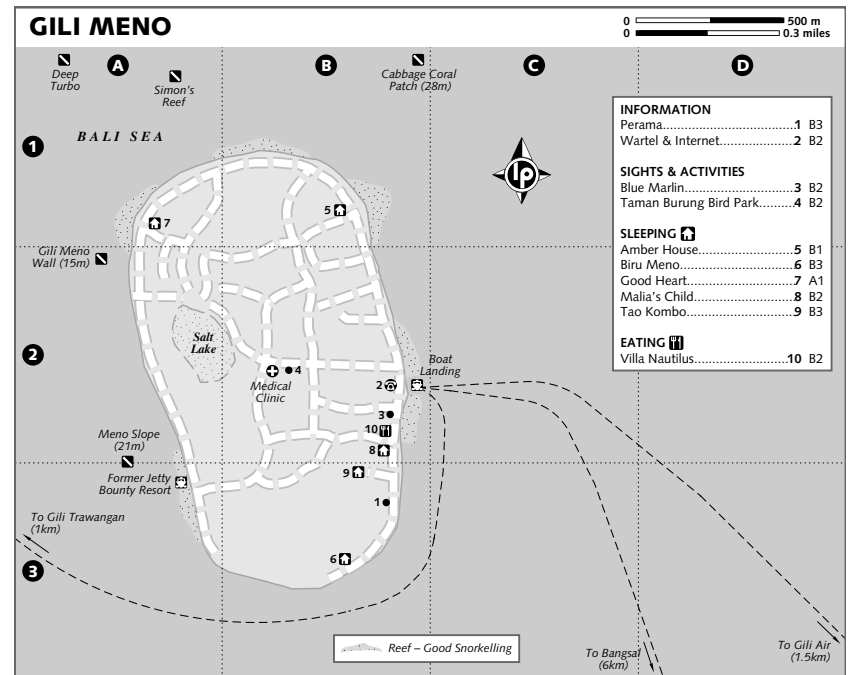 GILI MENO
0 500 m
0 0.3 miles
A
B
C
D
Deep
Turbo
Simon's
Reef
Cabbage Coral
Patch (28m)
BALI SEA
1
lp
INFORMATION
Perama..................................1 B3
Wartel & Internet..........................2 B2
SIGHTS & ACTIVITIES
Blue Marlin..................................3 B2
Taman Burung Bird Park.........4 B2
SLEEPING
Amber House..............................5 B1
Biru Meno....................................6 B3
Good Heart..................................7 A1
Malia's Child................................8 B2
Tao Kombo..................................9 B3
EATING
Villa Nautilus.............................10 B2
7
5
Gili Meno
Wall (15m)
2
Salt
Lake
4
Medical
Clinic
Boat
Landing
2
3
10
8
Meno Slope
(21m)
9
Former Jetty
Bounty Resort
1
To Gili Trawangan
(1km)
3
6
Reef – Good Snorkelling
To Bangsal
(6km)
To Gili Air
(1.5km)